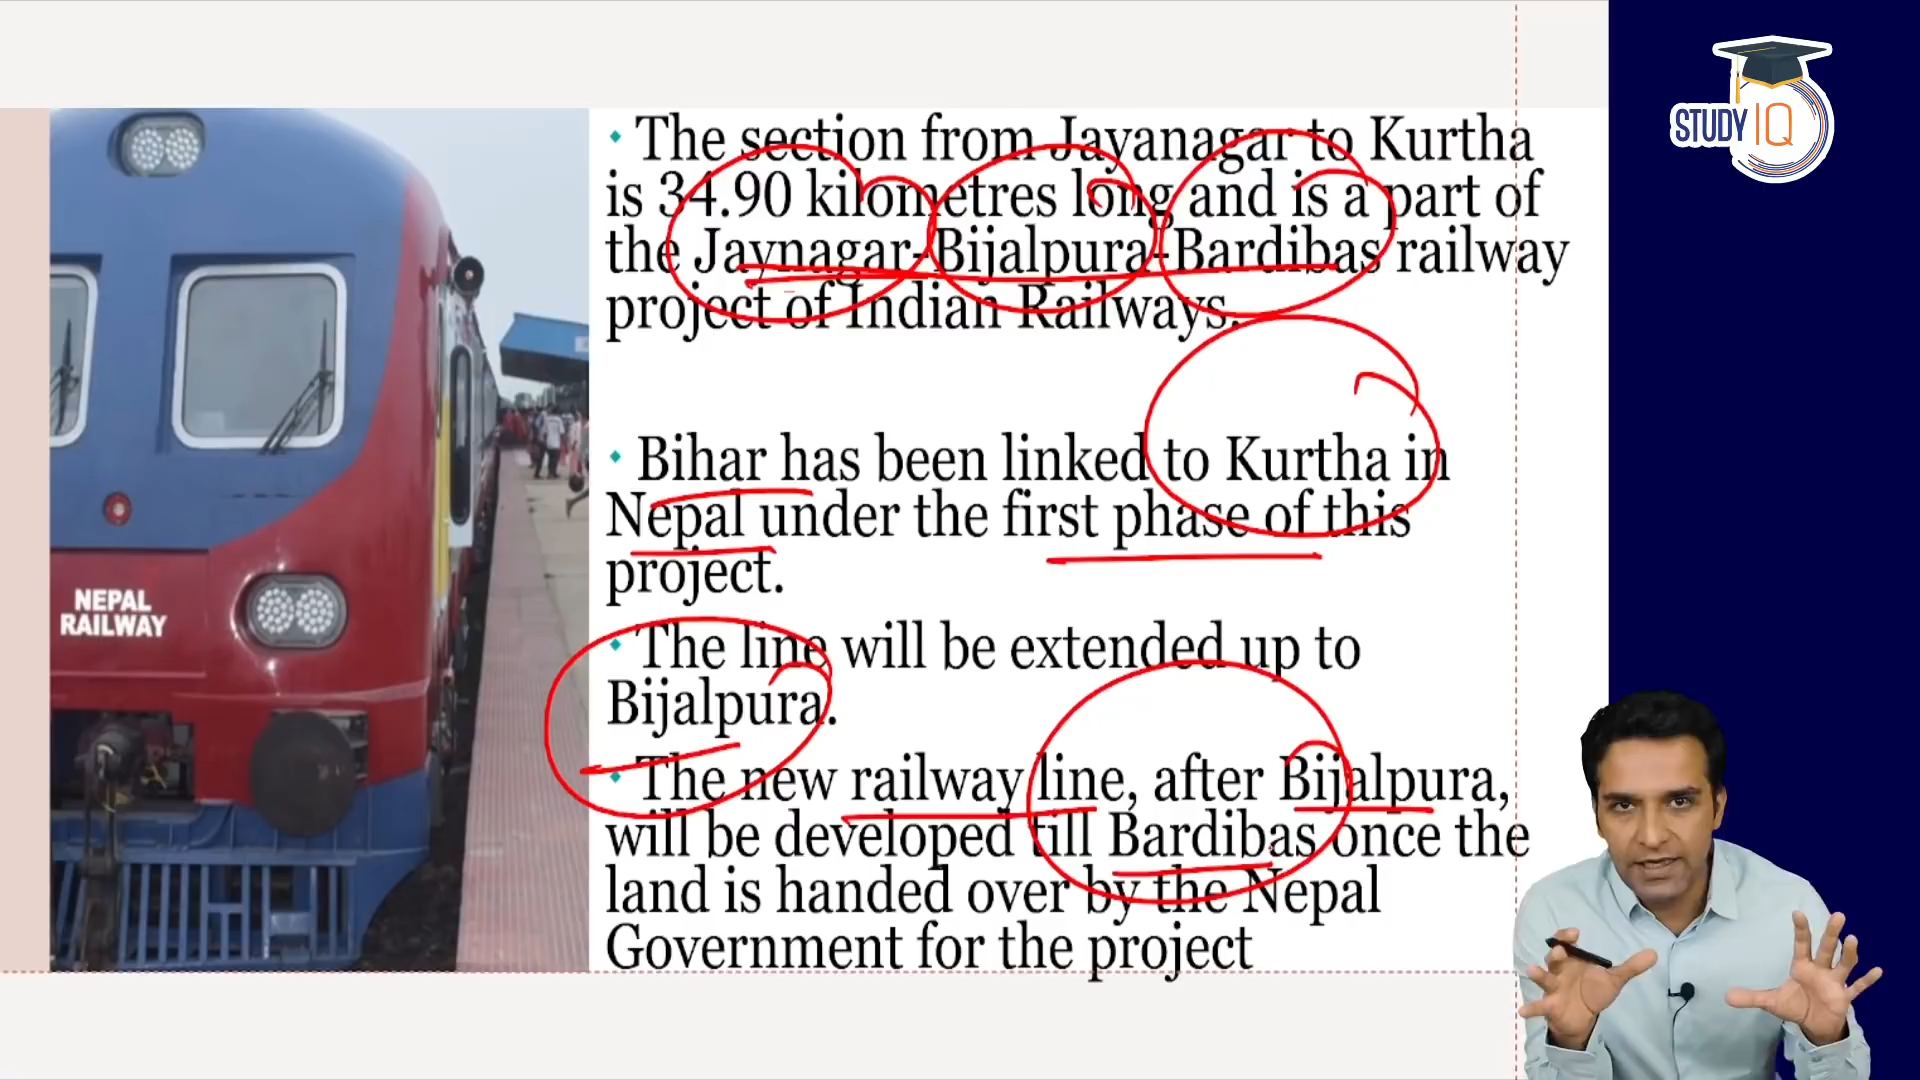 STUDY IQ
• The section from Jayanagar to Kurtha
is 34.90 kilometres long and is a part of
the Jaynagar-Bijalpura-Bardibas railway
project of Indian Railways.
• Bihar has been linked to Kurtha in
Nepal under the first phase of this
project.
• The line will be extended up to
Bijalpura.
• The new railway line, after Bijalpura,
will be developed till Bardibas once the
land is handed over by the Nepal
Government for the project
NEPAL
RAILWAY